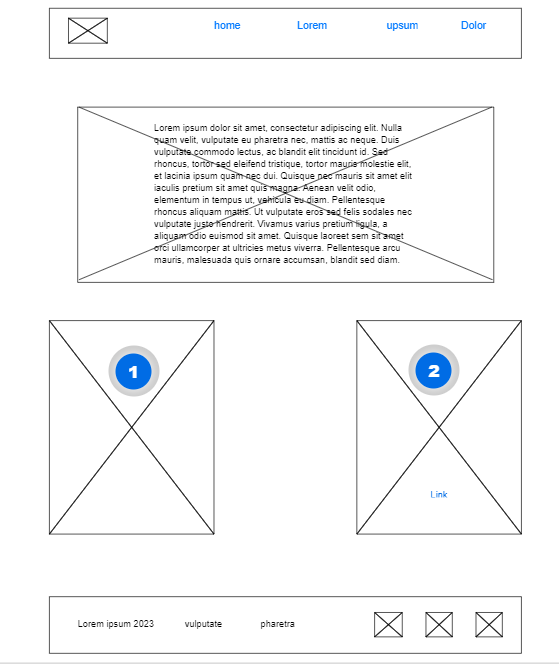 home Lorem upsum Dolor
Lorem ipsum dolor sit amet, consectetur adipiscing elit. Nulla
quam velit, vulputate eu pharetra nec, mattis ac neque. Duis
vulputate commodo lectus, ac blandit elit tincidunt id. Sed
rhoncus, tortor sed eleifend tristique, tortor mauris molestie elit,
et lacinia ipsum quam nec dui. Quisque nec mauris sit amet elit
iaculis pretium sit amet quis magna. Aenean velit odio,
elementum in tempus ut, vehicula eu diam. Pellentesque
rhoncus aliquam mattis. Ut vulputate eros sed felis sodales nec
vulputate justo hendrerit. Vivamus varius pretium ligula, a
aliquam odio euismod sit amet. Quisque laoreet sem sit amet
orci ullamcorper at ultricies metus viverra. Pellentesque arcu
mauris, malesuada quis ornare accumsan, blandit sed diam.
1 2
Link
Lorem ipsum 2023 vulputate pharetra